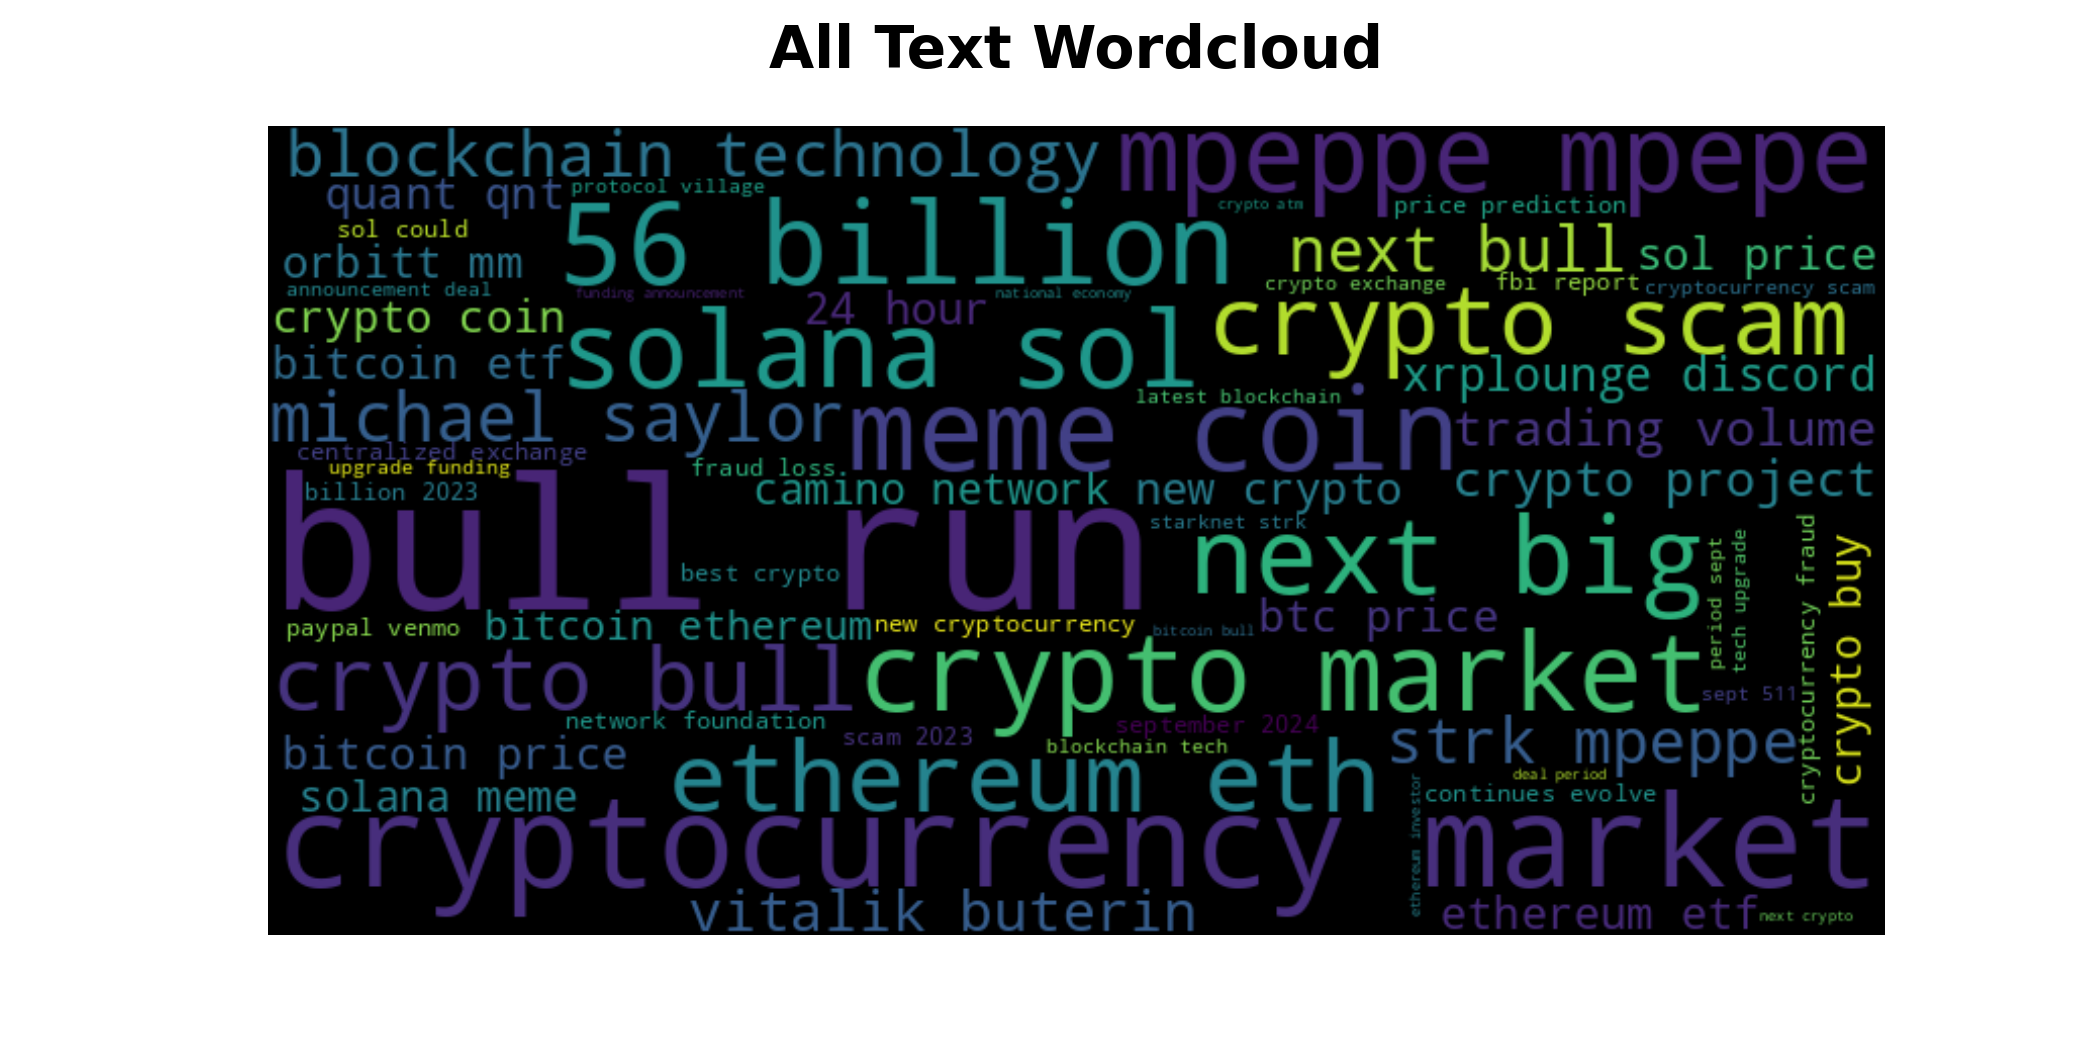 All Text Wordcloud
blockchain technology
mpeppe mpepe
quant qnt
protocol village
56 billion
crypto atm
price prediction
sol could
next bull
sol price
orbitt mm
announcement deal
funding announcement
24 hour
national economy
crypto exchange
fbi report
cryptocurrency scam
crypto coin
solana sol
crypto scam
bitcoin etf
xrplounge discord
michael saylor
meme coin
latest blockchain
trading volume
centralized exchange
upgrade funding
fraud loss.
billion 2023
camino network
new crypto
crypto project
bull run
starknet strk
next big
best crypto
period sept
tech upgrade
cryptocurrency fraud
crypto buy
paypal venmo
bitcoin ethereum
new cryptocurrency
bitcoin bull
btc price
crypto bull
crypto market
sept 511
network foundation
scam 2023
september 2024
blockchain tech
strk mpeppe
bitcoin price
ethereum eth
deal period
solana meme
continues evolve
ethereum investor
cryptocurrency market
vitalik buterin
ethereum etf
next crypto